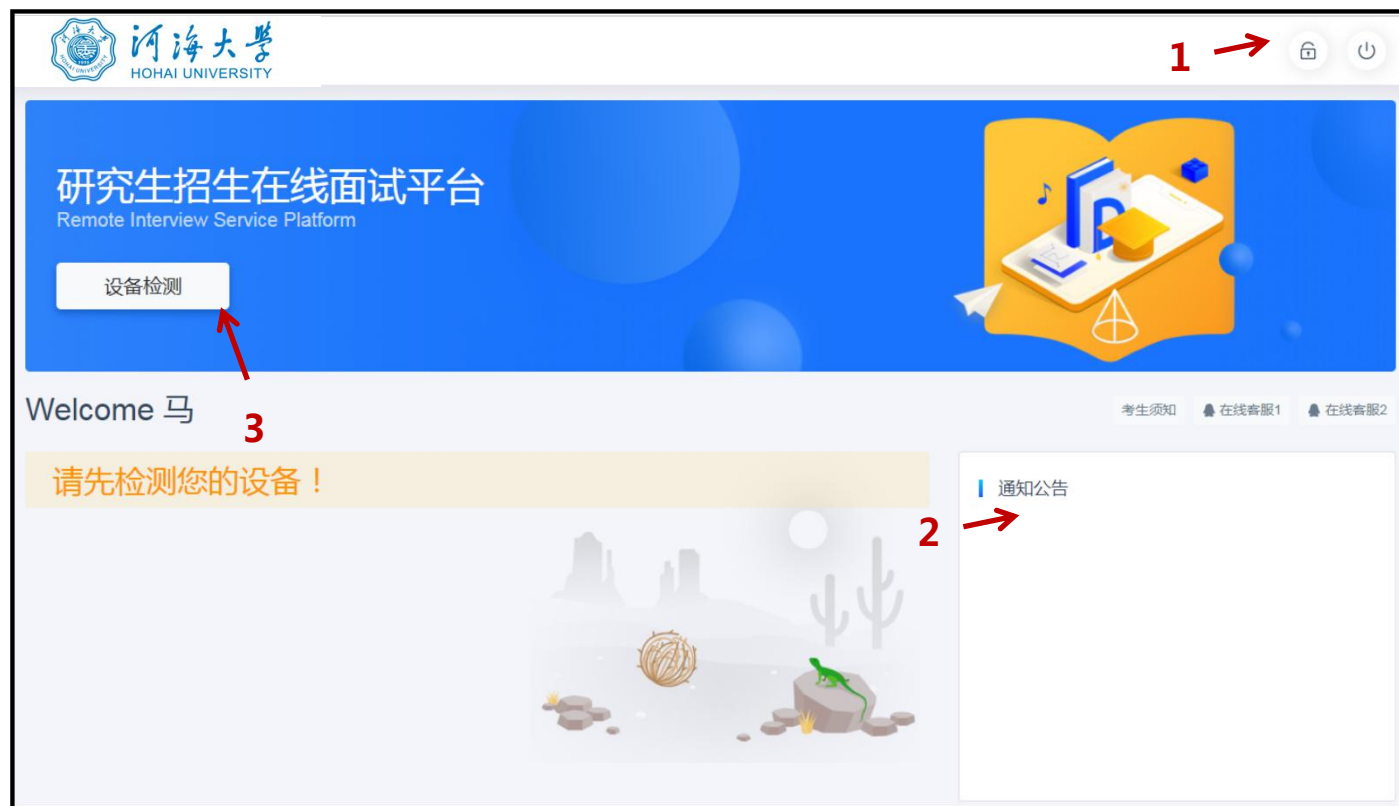 河海大學
HOHAI UNIVERSITY
1
研究生招生在线面试平台
Remote Interview Service Platform
设备检测
3
Welcome 马
考生须知 在线客服1 在线客服2
请先检测您的设备！
通知公告
2